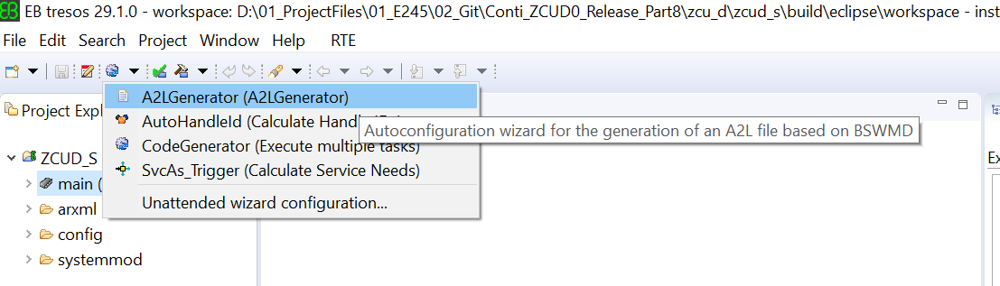 EB tresos 29.1.0 - workspace: D:\01_ProjectFiles\01_E245\02_Git\Conti_ZCUD0_Release_Part8\zcu_d\zcud_s\build\eclipse\workspace - inst
File Edit Search Project Window Help RTE
A2LGenerator (A2LGenerator)
Project Expl
AutoHandleId (Calculate Handle
Autoconfiguration wizard for the generation of an A2L file based on BSWMD
CodeGenerator (Execute multiple tasks)
ZCUD_S
SvcAs_Trigger (Calculate Service Needs)
Ex
main (
Unattended wizard configuration...
arxml
config
systemmod